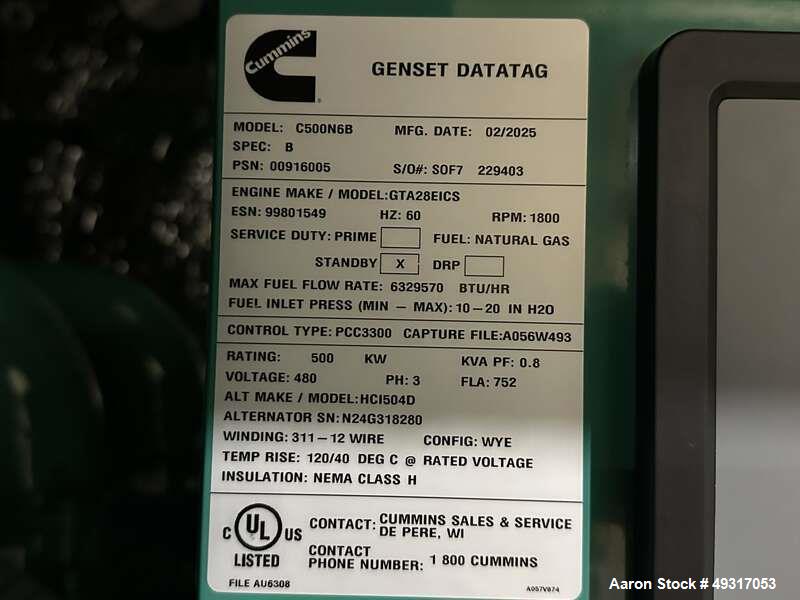 Cummins
GENSET DATATAG
MODEL: C500N6B MFG. DATE: 02/2025
SPEC: B
PSN: 00916005 S/O#: SOF7 229403
ENGINE MAKE / MODEL:GTA28EICS
ESN: 99801549 HZ: 60 RPM: 1800
SERVICE DUTY: PRIME FUEL: NATURAL GAS
STANDBY X DRP
MAX FUEL FLOW RATE: 6329570 BTU/HR
FUEL INLET PRESS (MIN – MAX): 10–20 IN H2O
CONTROL TYPE: PCC3300 CAPTURE FILE:A056W493
RATING: 500 KW KVA PF: 0.8
VOLTAGE: 480 PH: 3 FLA: 752
ALT MAKE / MODEL:HCI504D
ALTERNATOR SN: N24G318280
WINDING: 311–12 WIRE CONFIG: WYE
TEMP RISE: 120/40 DEG C @ RATED VOLTAGE
INSULATION: NEMA CLASS H
C UL US
LISTED
FILE AU6308
CONTACT: CUMMINS SALES & SERVICE
DE PERE, WI
CONTACT
PHONE NUMBER: 1 800 CUMMINS
A057V874
Aaron Stock # 49317053